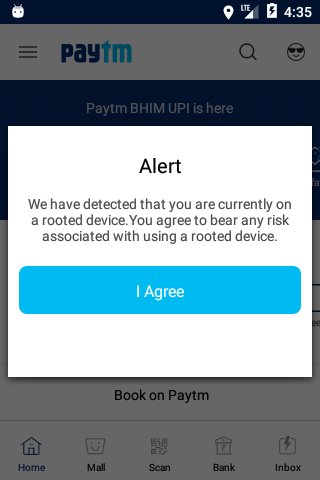 LTE 4:35
paytm
Paytm BHIM UPI is here
Alert
We have detected that you are currently on
a rooted device.You agree to bear any risk
associated with using a rooted device.
I Agree
Book on Paytm
Home Mall Scan Bank Inbox